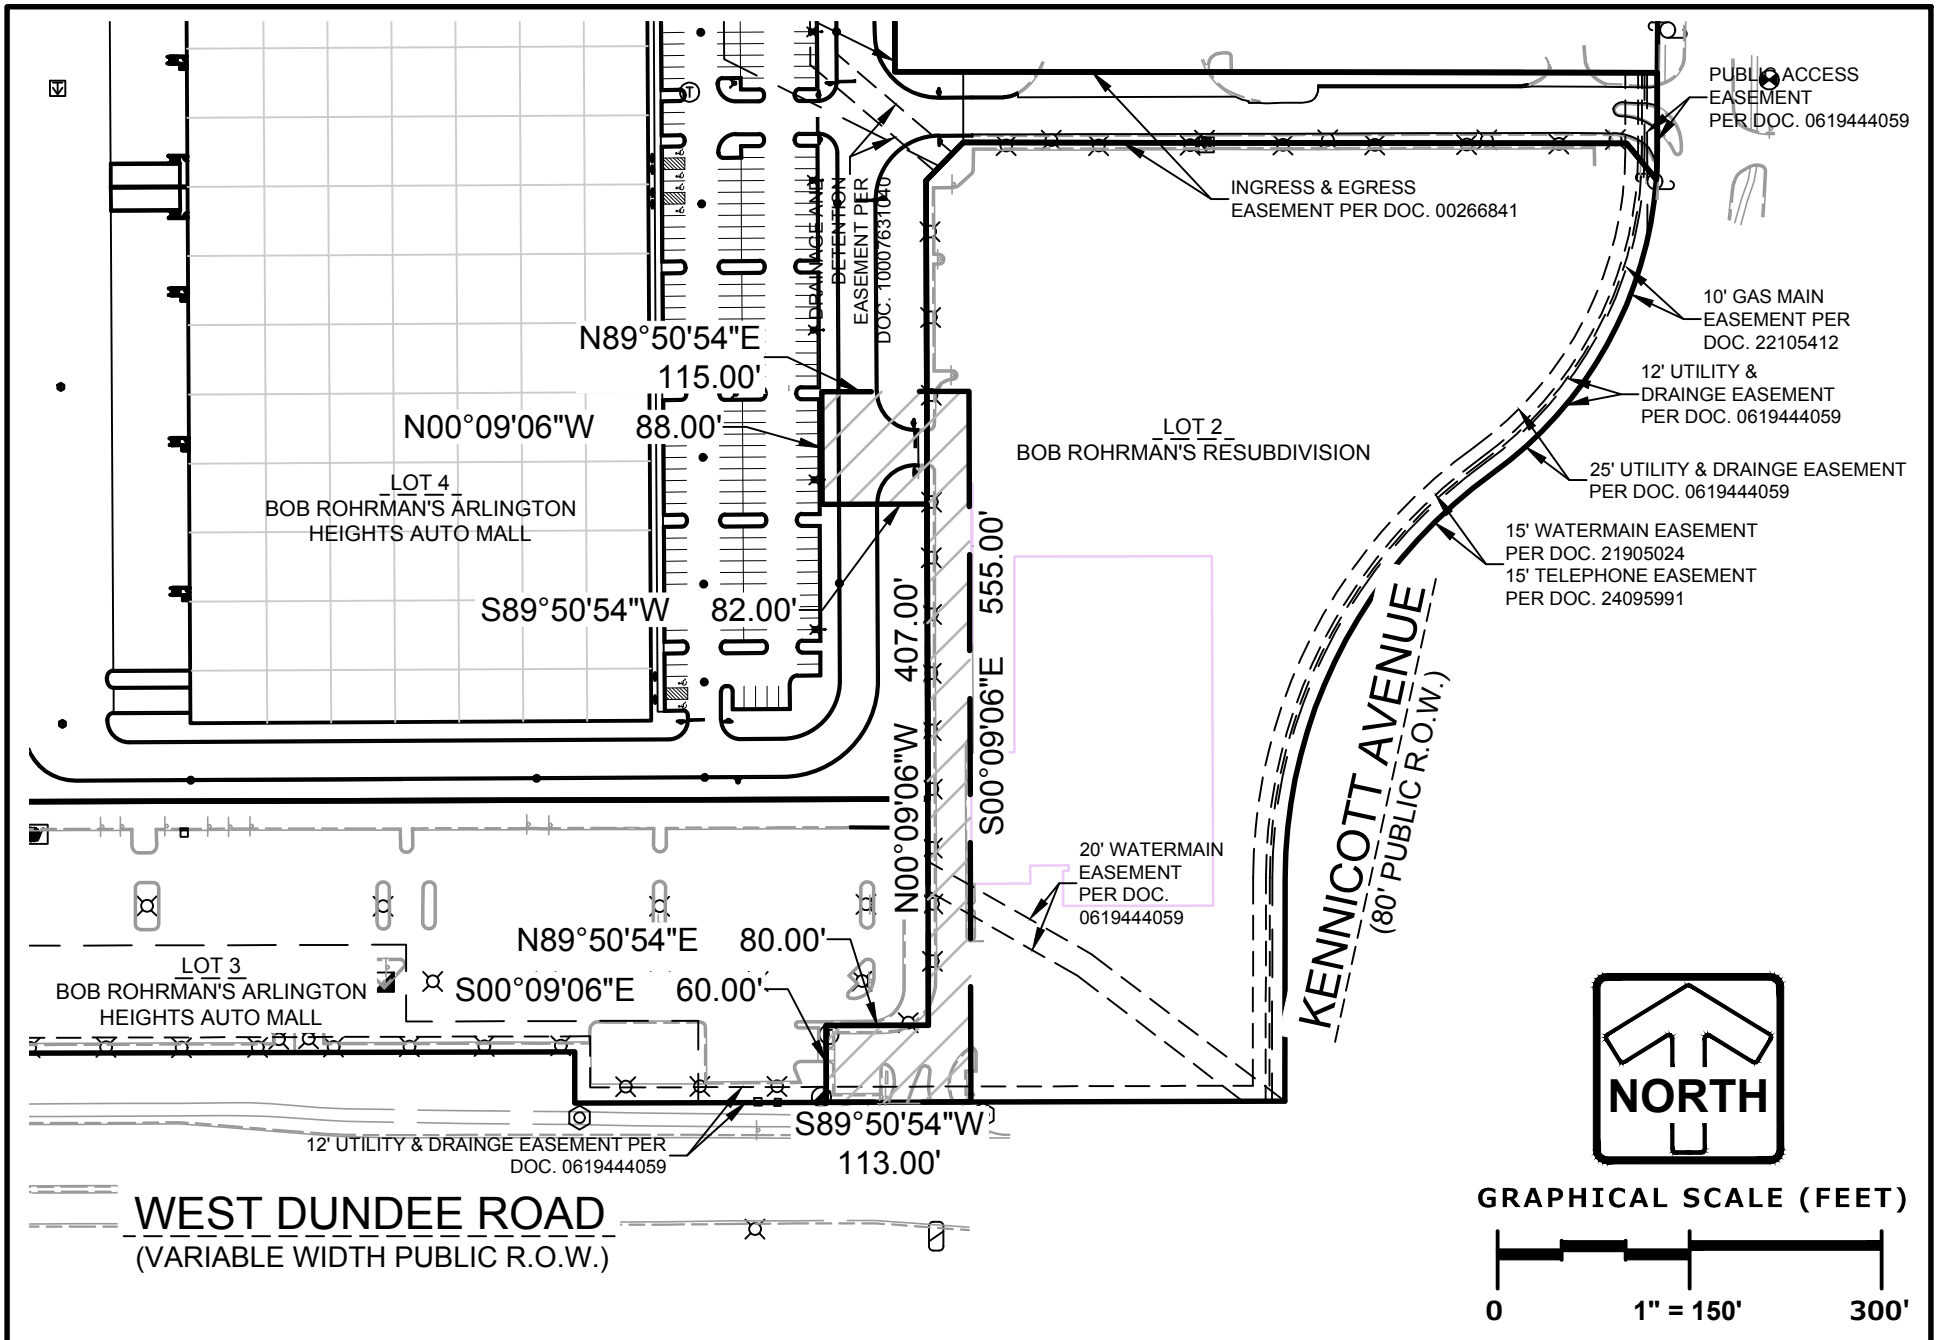 PUBLIC ACCESS
EASEMENT
PER DOC. 0619444059
INGRESS & EGRESS
EASEMENT PER DOC. 00266841
DRAINAGE AND
DETENTION
EASEMENT PER
DOC. 1000763104D
10' GAS MAIN
EASEMENT PER
DOC. 22105412
N89°50'54"E
115.00'
12' UTILITY &
DRAINGE EASEMENT
PER DOC. 0619444059
N00°09'06"W 88.00'
LOT 2
BOB ROHRMAN'S RESUBDIVISION
25' UTILITY & DRAINGE EASEMENT
PER DOC. 0619444059
LOT 4
BOB ROHRMAN'S ARLINGTON
HEIGHTS AUTO MALL
15' WATERMAIN EASEMENT
PER DOC. 21905024
15' TELEPHONE EASEMENT
PER DOC. 24095991
S89°50'54"W 82.00'
N00°09'06"W 407.00'
S00°09'06"E 555.00'
KENNICOTT AVENUE
(80' PUBLIC R.O.W.)
20' WATERMAIN
EASEMENT
PER DOC.
0619444059
N89°50'54"E 80.00'
S00°09'06"E 60.00'
LOT 3
BOB ROHRMAN'S ARLINGTON
HEIGHTS AUTO MALL
S89°50'54"W
113.00'
12' UTILITY & DRAINGE EASEMENT PER
DOC. 0619444059
WEST DUNDEE ROAD
(VARIABLE WIDTH PUBLIC R.O.W.)
NORTH
GRAPHICAL SCALE (FEET)
0 1" = 150' 300'
T